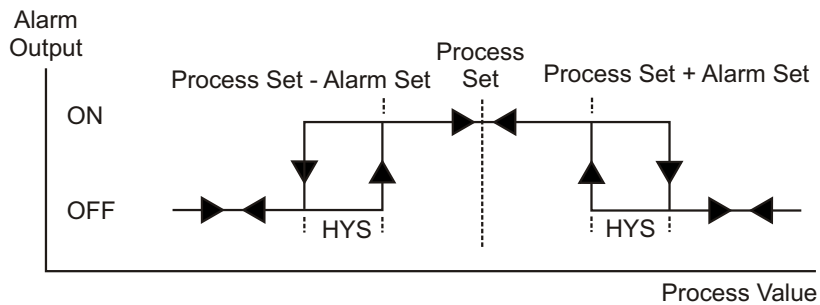 Alarm
Output
Process
Set
Process Set - Alarm Set
Process Set + Alarm Set
ON
OFF
HYS
HYS
Process Value